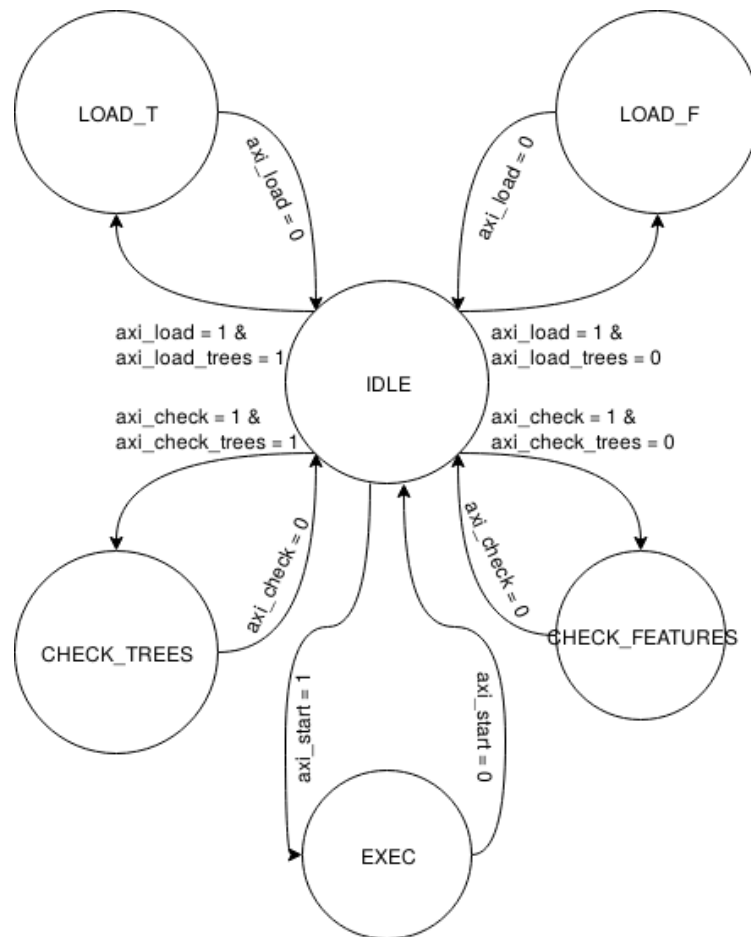 LOAD_T
LOAD_F
axi_load = 0
axi_load = 0
axi_load = 1 &
axi_load_trees = 1
axi_load = 1 &
axi_load_trees = 0
IDLE
axi_check = 1 &
axi_check_trees = 1
axi_check = 1 &
axi_check_trees = 0
axi_check = 0
axi_check = 0
CHECK_TREES
CHECK_FEATURES
axi_start = 1
axi_start = 0
EXEC